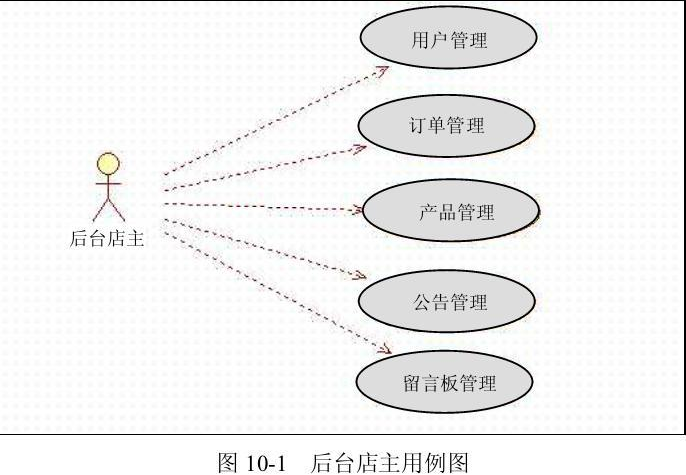 用户管理
订单管理
后台店主
产品管理
公告管理
留言板管理
图 10-1 后台店主用例图